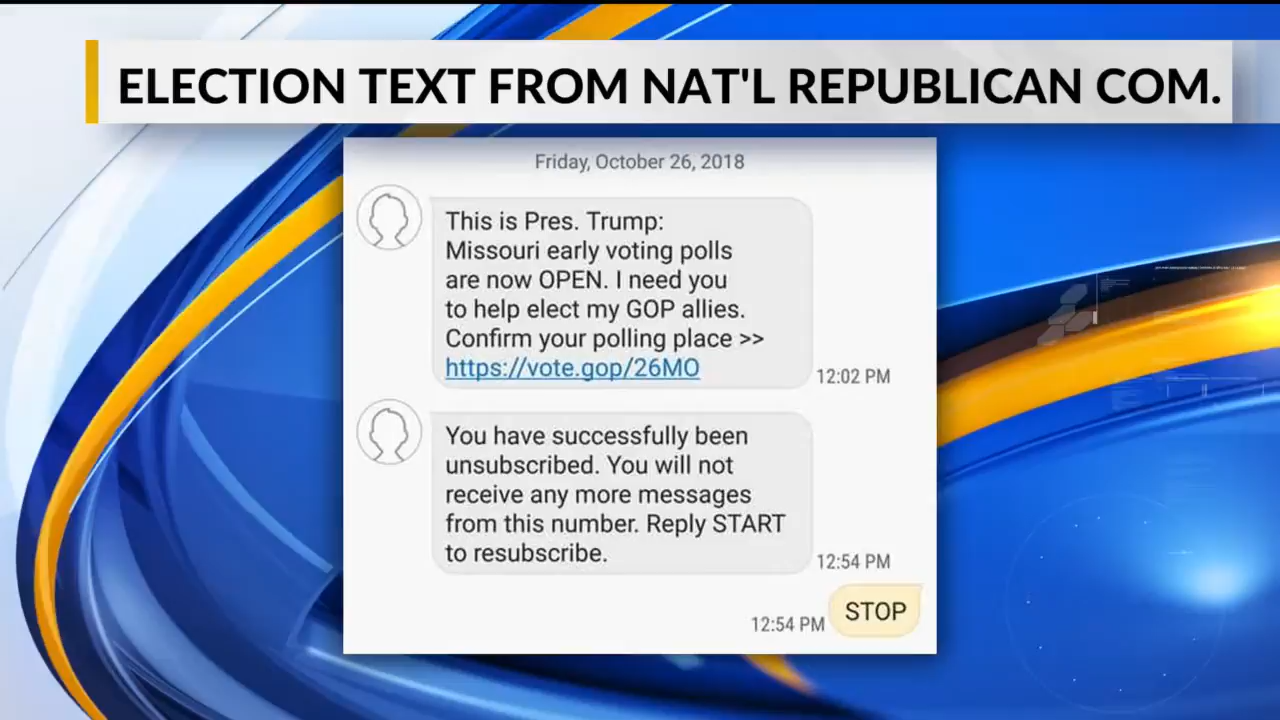 ELECTION TEXT FROM NAT'L REPUBLICAN COM.
Friday, October 26, 2018
This is Pres. Trump:
Missouri early voting polls
are now OPEN. I need you
to help elect my GOP allies.
Confirm your polling place >>
https://vote.gop/26MO
12:02 PM
You have successfully been
unsubscribed. You will not
receive any more messages
from this number. Reply START
to resubscribe.
12:54 PM
STOP
12:54 PM